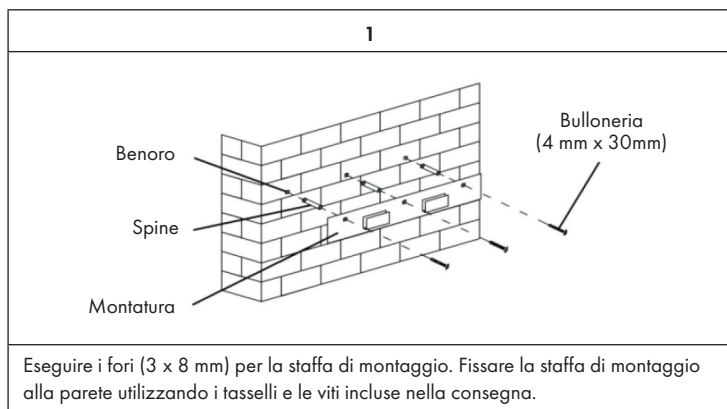 1
Benoro
Spine
Montatura
Bulloneria
(4 mm x 30mm)
Eseguire i fori (3 x 8 mm) per la staffa di montaggio. Fissare la staffa di montaggio
alla parete utilizzando i tasselli e le viti incluse nella consegna.